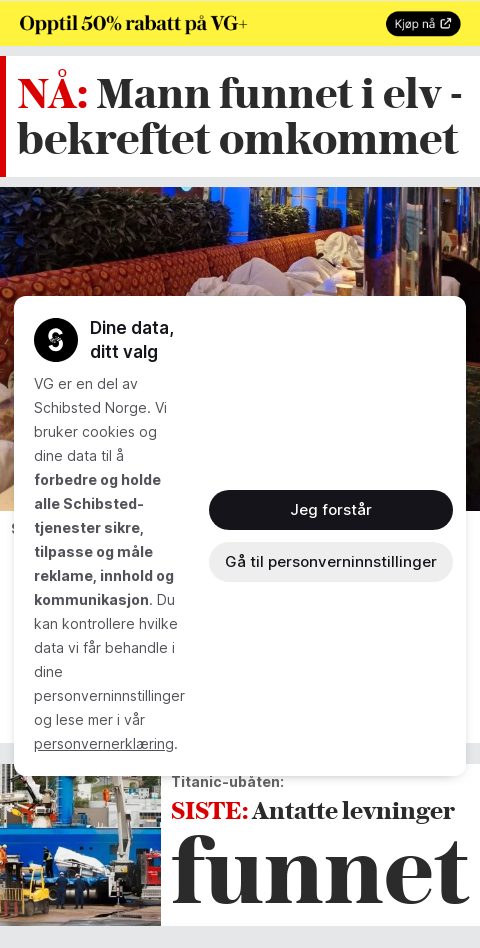 Opptil 50% rabatt på VG+
Kjøp nå
NÅ: Mann funnet i elv -
bekreftet omkommet
Dine data,
ditt valg
VG er en del av
Schibsted Norge. Vi
bruker cookies og
dine data til å
forbedre og holde
alle Schibsted-
tjenester sikre,
tilpasse og måle
reklame, innhold og
kommunikasjon. Du
kan kontrollere hvilke
data vi får behandle i
dine
personverninnstillinger
og lese mer i vår
personvernerklæring.
Jeg forstår
Gå til personverninnstillinger
Titanic-ubåten:
SISTE: Antatte levninger
funnet